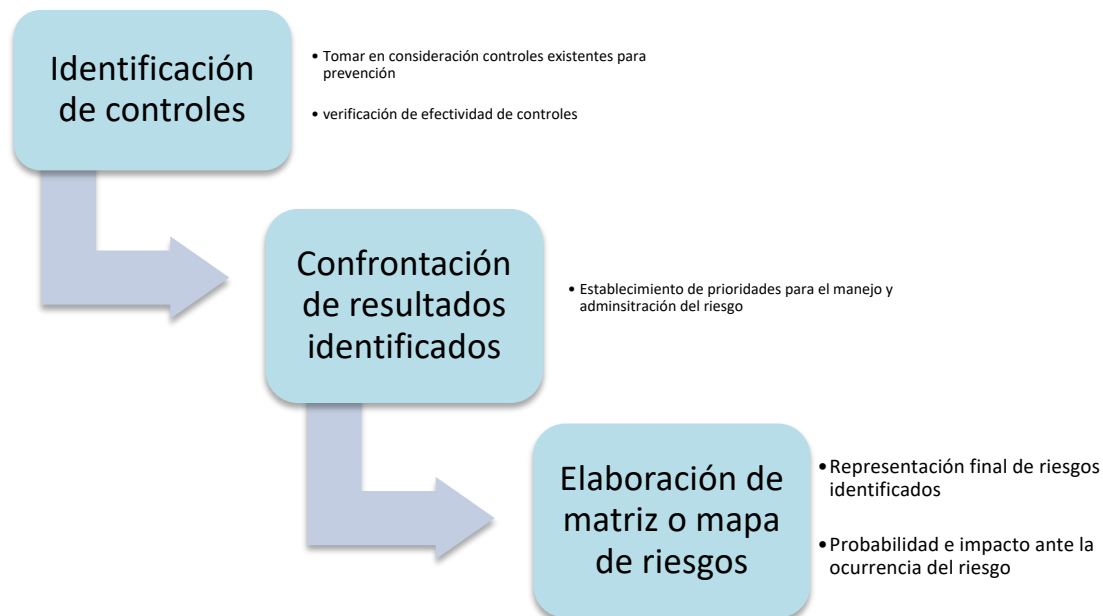 Identificación
de controles
• Tomar en consideración controles existentes para
prevención
• verificación de efectividad de controles
Confrontación
de resultados
identificados
• Establecimiento de prioridades para el manejo y
adminsitración del riesgo
Elaboración de
matriz o mapa
de riesgos
•Representación final de riesgos
identificados
•Probabilidad e impacto ante la
ocurrencia del riesgo